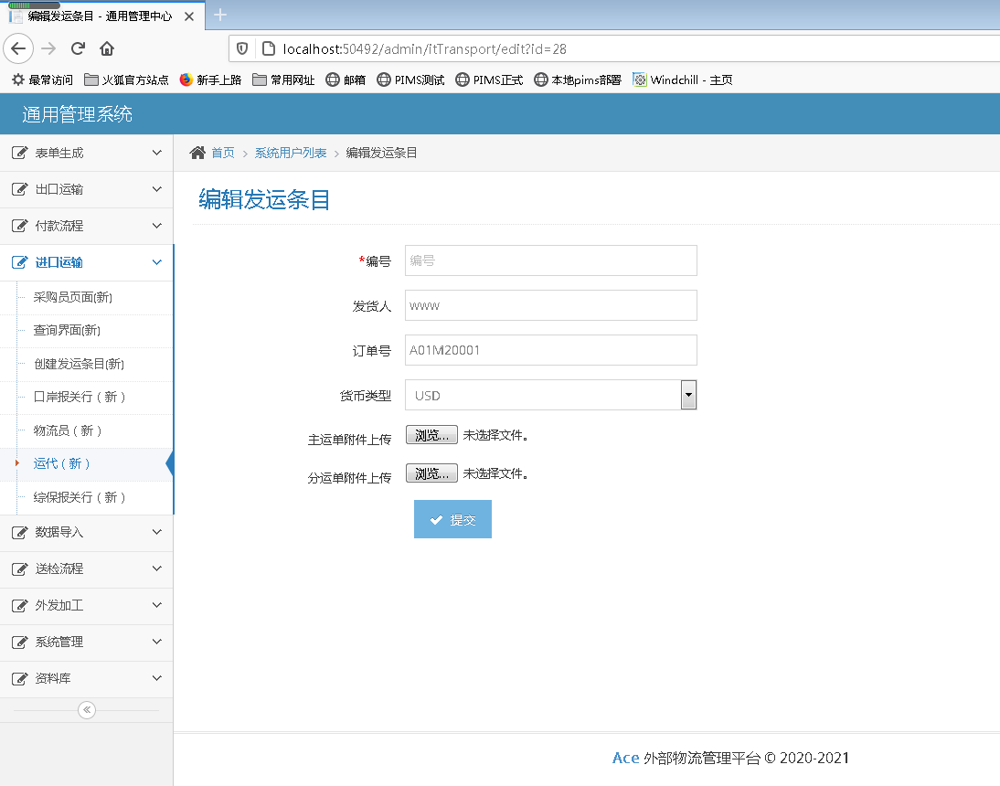 编辑发运条目 - 通用管理中心
localhost:50492/admin/itTransport/edit?id=28
最常访问 火狐官方站点 新手上路 常用网址 邮箱 PIMS测试 PIMS正式 本地pims部署 Windchill - 主页
通用管理系统
首页 系统用户列表 编辑发运条目
表单生成
出口运输
付款流程
进口运输
采购员页面(新)
查询界面(新)
创建发运条目(新)
口岸报关行（新）
物流员（新）
运代（新）
综保报关行（新）
数据导入
送检流程
外发加工
系统管理
资料库
编辑发运条目
*编号 编号
发货人 www
订单号 A01M20001
货币类型 USD
主运单附件上传 浏览... 未选择文件。
分运单附件上传 浏览... 未选择文件。
提交
Ace 外部物流管理平台 © 2020-2021